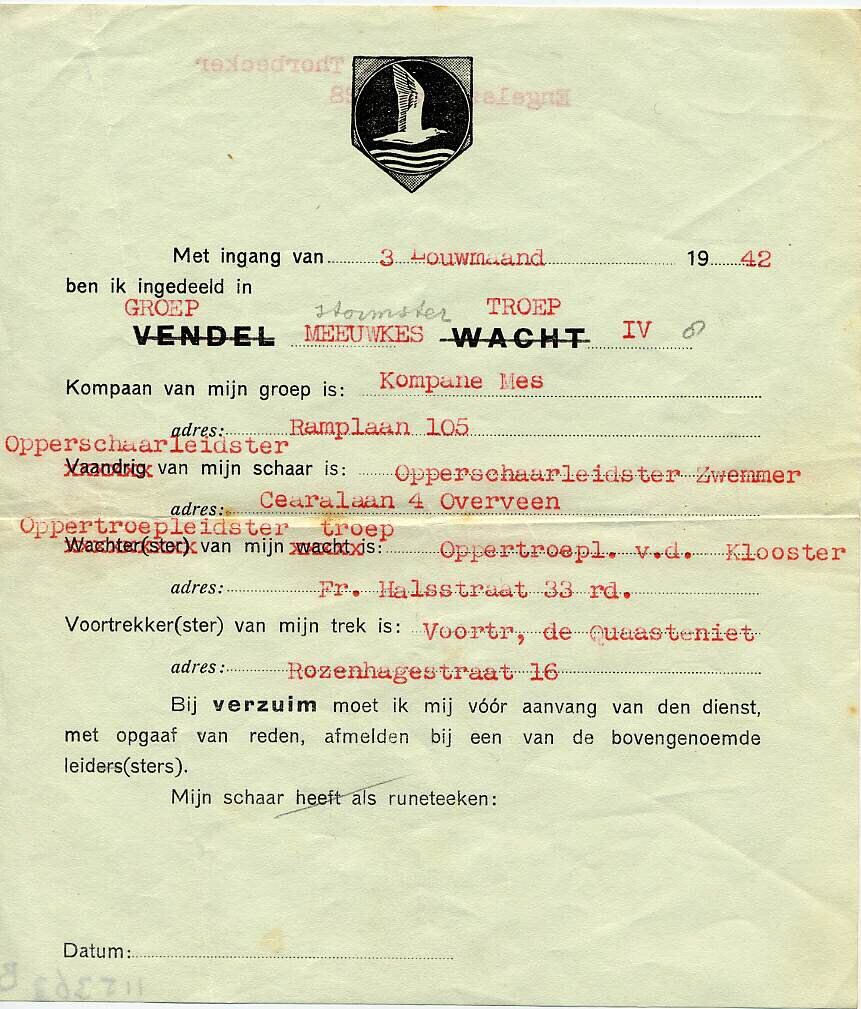 Thorbecker
28
Met ingang van 3 Louwmaand 19 42
ben ik ingedeeld in
GROEP stormster TROEP
VENDEL MEEUWKES WACHT IV
Kompaan van mijn groep is: Kompane Mes
adres: Ramplaan 105
Opperschaarleidster
Vaandrig van mijn schaar is: Opperschaarleidster Zwemmer
adres: Cearalaan 4 Overveen
Oppertroepleidster troep
Wachter(ster) van mijn wacht is: Oppertroepl. v.d. Klooster
adres: Fr. Halsstraat 33 rd.
Voortrekker(ster) van mijn trek is: Voortr, de Quaasteniet
adres: Rozenhagestraat 16
Bij verzuim moet ik mij vóór aanvang van den dienst,
met opgaaf van reden, afmelden bij een van de bovengenoemde
leiders(sters).
Mijn schaar heeft als runeteeken:
Datum: